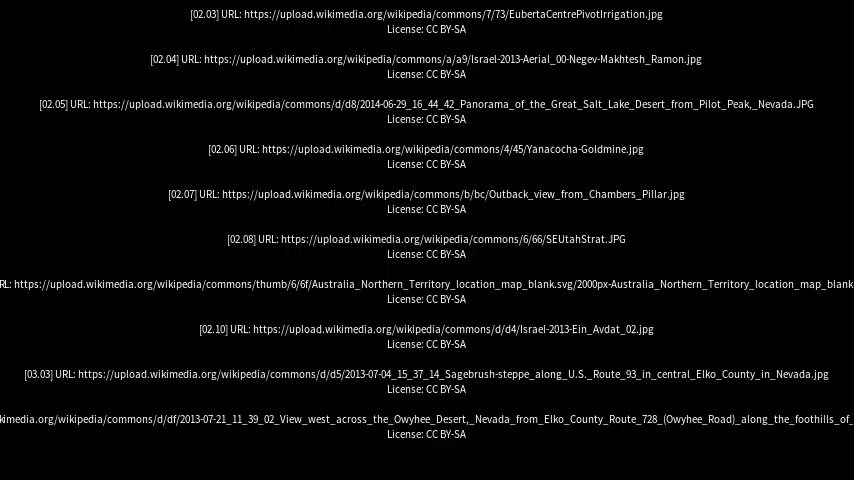 [02.03] URL: https://upload.wikimedia.org/wikipedia/commons/7/73/EubertaCentrePivotIrrigation.jpg
License: CC BY-SA
[02.04] URL: https://upload.wikimedia.org/wikipedia/commons/a/a9/Israel-2013-Aerial_00-Negev-Makhtesh_Ramon.jpg
License: CC BY-SA
[02.05] URL: https://upload.wikimedia.org/wikipedia/commons/d/d8/2014-06-29_16_44_42_Panorama_of_the_Great_Salt_Lake_Desert_from_Pilot_Peak,_Nevada.JPG
License: CC BY-SA
[02.06] URL: https://upload.wikimedia.org/wikipedia/commons/4/45/Yanacocha-Goldmine.jpg
License: CC BY-SA
[02.07] URL: https://upload.wikimedia.org/wikipedia/commons/b/bc/Outback_view_from_Chambers_Pillar.jpg
License: CC BY-SA
[02.08] URL: https://upload.wikimedia.org/wikipedia/commons/6/66/SEUtahStrat.JPG
License: CC BY-SA
RL: https://upload.wikimedia.org/wikipedia/commons/thumb/6/6f/Australia_Northern_Territory_location_map_blank.svg/2000px-Australia_Northern_Territory_location_map_blank
License: CC BY-SA
[02.10] URL: https://upload.wikimedia.org/wikipedia/commons/d/d4/Israel-2013-Ein_Avdat_02.jpg
License: CC BY-SA
[03.03] URL: https://upload.wikimedia.org/wikipedia/commons/d/d5/2013-07-04_15_37_14_Sagebrush-steppe_along_U.S._Route_93_in_central_Elko_County_in_Nevada.jpg
License: CC BY-SA
kimedia.org/wikipedia/commons/d/df/2013-07-21_11_39_02_View_west_across_the_Owyhee_Desert,_Nevada_from_Elko_County_Route_728_(Owyhee_Road)_along_the_foothills_of_
License: CC BY-SA